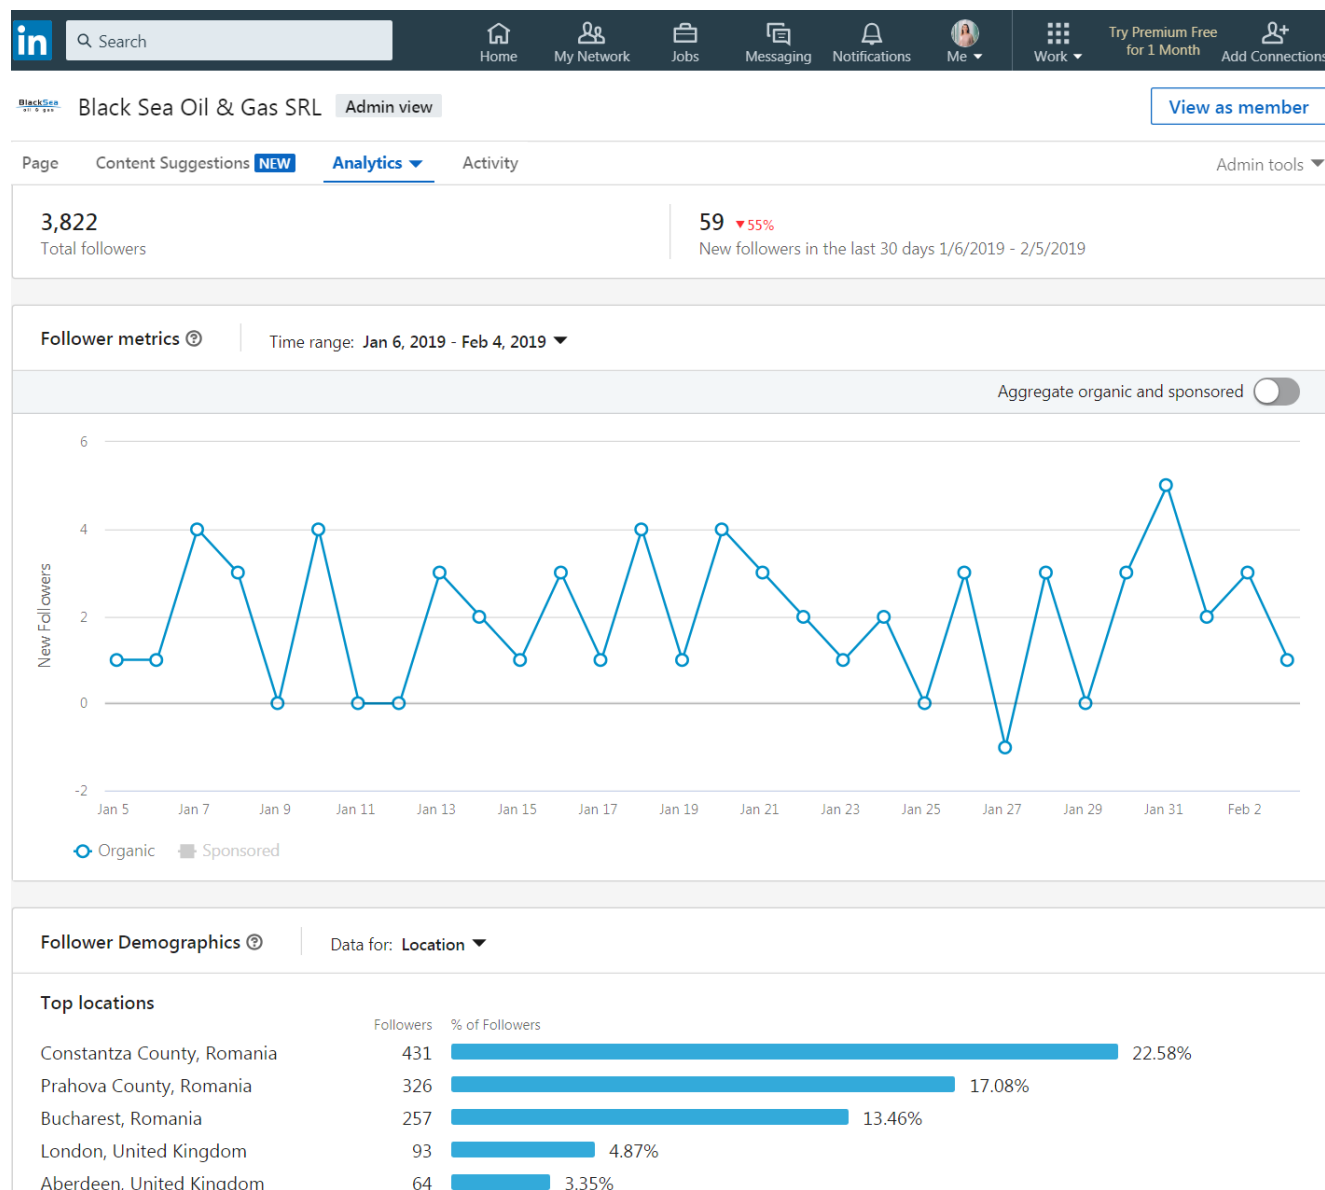 in Search Home My Network Jobs Messaging Notifications Me Work Try Premium Free for 1 Month Add Connections
BlackSea oil & gas Black Sea Oil & Gas SRL Admin view View as member
Page Content Suggestions NEW Analytics Activity Admin tools
3,822 59 ▼55%
Total followers New followers in the last 30 days 1/6/2019 - 2/5/2019
Follower metrics Time range: Jan 6, 2019 - Feb 4, 2019
Aggregate organic and sponsored
6
4
2
0
-2
New Followers
Jan 5 Jan 7 Jan 9 Jan 11 Jan 13 Jan 15 Jan 17 Jan 19 Jan 21 Jan 23 Jan 25 Jan 27 Jan 29 Jan 31 Feb 2
Organic Sponsored
Follower Demographics Data for: Location
Top locations
Followers % of Followers
Constantza County, Romania 431 22.58%
Prahova County, Romania 326 17.08%
Bucharest, Romania 257 13.46%
London, United Kingdom 93 4.87%
Aberdeen, United Kingdom 64 3.35%